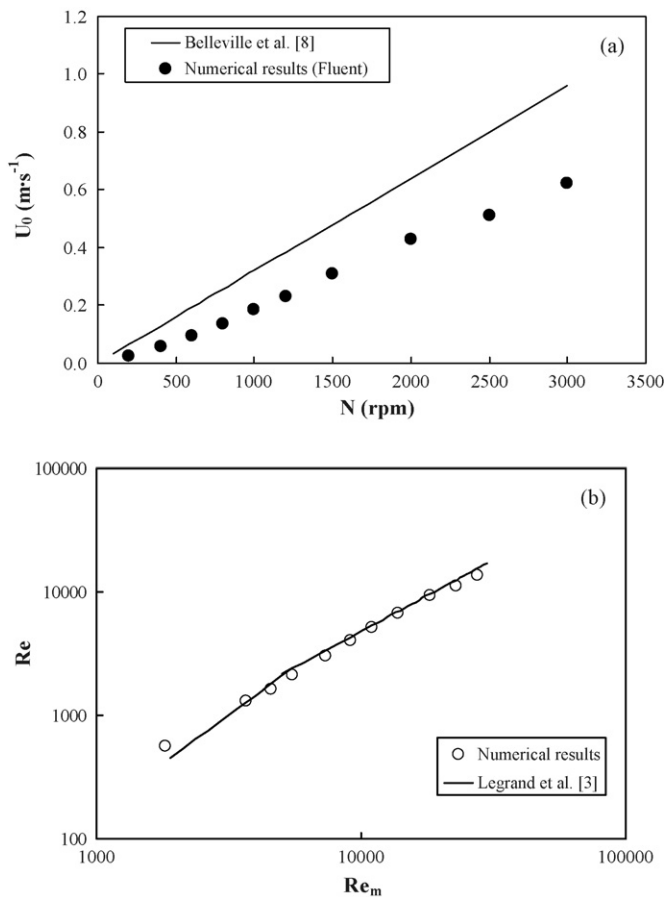 1.2
Belleville et al. [8]
(a)
Numerical results (Fluent)
1.0
0.8
U₀ (m·s⁻¹)
0.6
0.4
0.2
0.0
0 500 1000 1500 2000 2500 3000 3500
N (rpm)
100000
(b)
10000
Re
1000
Numerical results
Legrand et al. [3]
100
1000 10000 100000
Reₘ